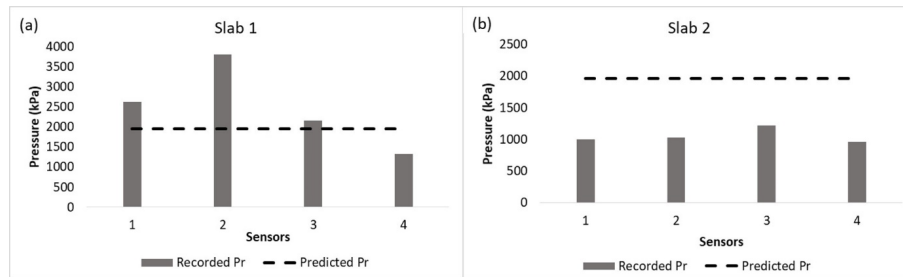 (a)
Slab 1
4000
3500
3000
2500
2000
1500
1000
500
0
Pressure (kPa)
1 2 3 4
Sensors
Recorded Pr Predicted Pr
(b)
Slab 2
2500
2000
1500
1000
500
0
Pressure (kPa)
1 2 3 4
Sensors
Recorded Pr Predicted Pr